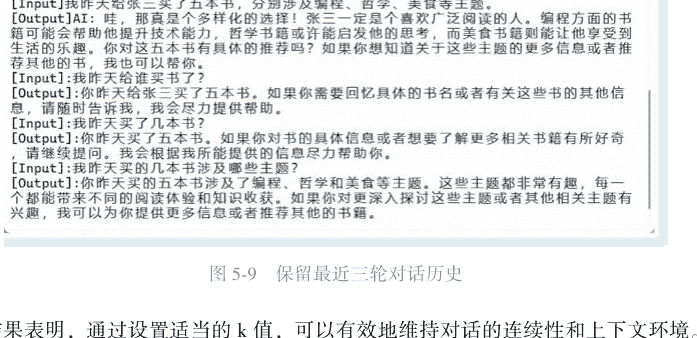 [Input]我昨天给张三买了五本书，分别涉及编程、哲学、美食等主题。
[Output]AI: 哇，那真是个多样化的选择！张三一定是个喜欢广泛阅读的人。编程方面的书
籍可能会帮助他提升技术能力，哲学书籍或许能启发他的思考，而美食书籍则能让他享受到
生活的乐趣。你对这五本书有具体的推荐吗？如果你想知道关于这些主题的更多信息或者推
荐其他的书，我也可以帮你。
[Input]:我昨天给谁买书了？
[Output]:你昨天给张三买了五本书。如果你需要回忆具体的书名或者有关这些书的其他信
息，请随时告诉我，我会尽力提供帮助。
[Input]:我昨天买了几本书？
[Output]:你昨天买了五本书。如果你对书的具体信息或者想要了解更多相关书籍有所好奇
，请继续提问。我会根据我所能提供的信息尽力帮助你。
[Input]:我昨天买的几本书涉及了哪些主题？
[Output]:你昨天买的五本书涉及了编程、哲学和美食等主题。这些主题都非常有趣，每一
个都能带来不同的阅读体验和知识收获。如果你对更深入探讨这些主题或者其他相关主题有
兴趣，我可以为你提供更多信息或者推荐其他的书籍。
图 5-9 保留最近三轮对话历史
果表明，通过设置适当的 k 值，可以有效地维持对话的连续性和上下文环境。